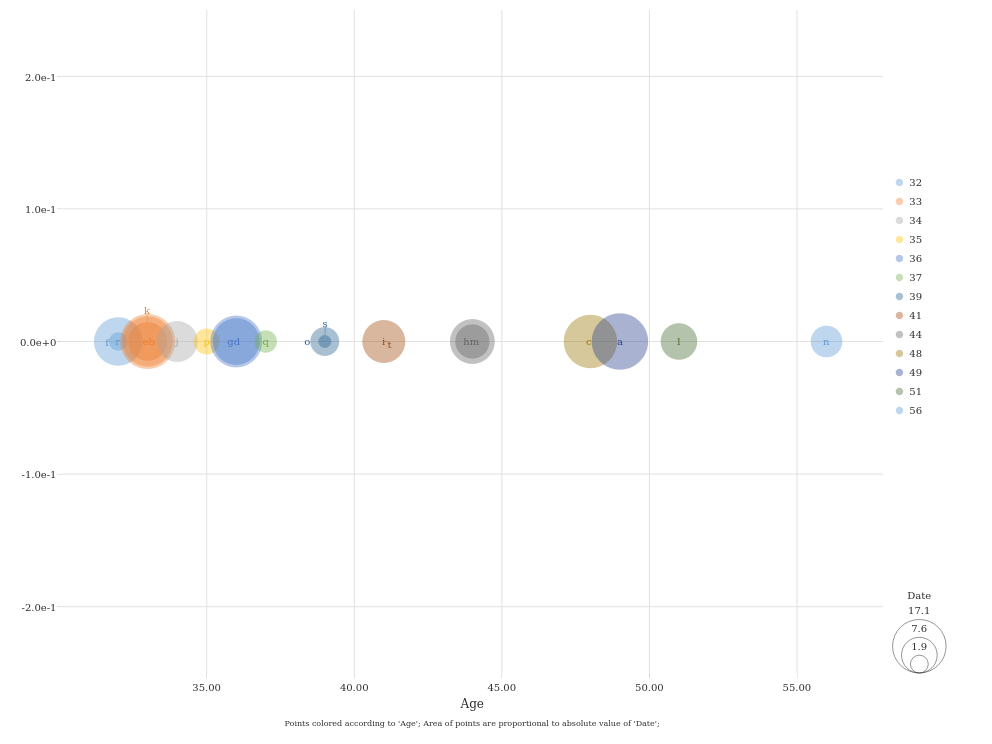 2.0e-1
1.0e-1
0.0e+0
-1.0e-1
-2.0e-1
k
s
f r eb j p gd q o i t hm c a l n
35.00 40.00 45.00 50.00 55.00
Age
Points colored according to 'Age'; Area of points are proportional to absolute value of 'Date';
32
33
34
35
36
37
39
41
44
48
49
51
56
Date
17.1
7.6
1.9